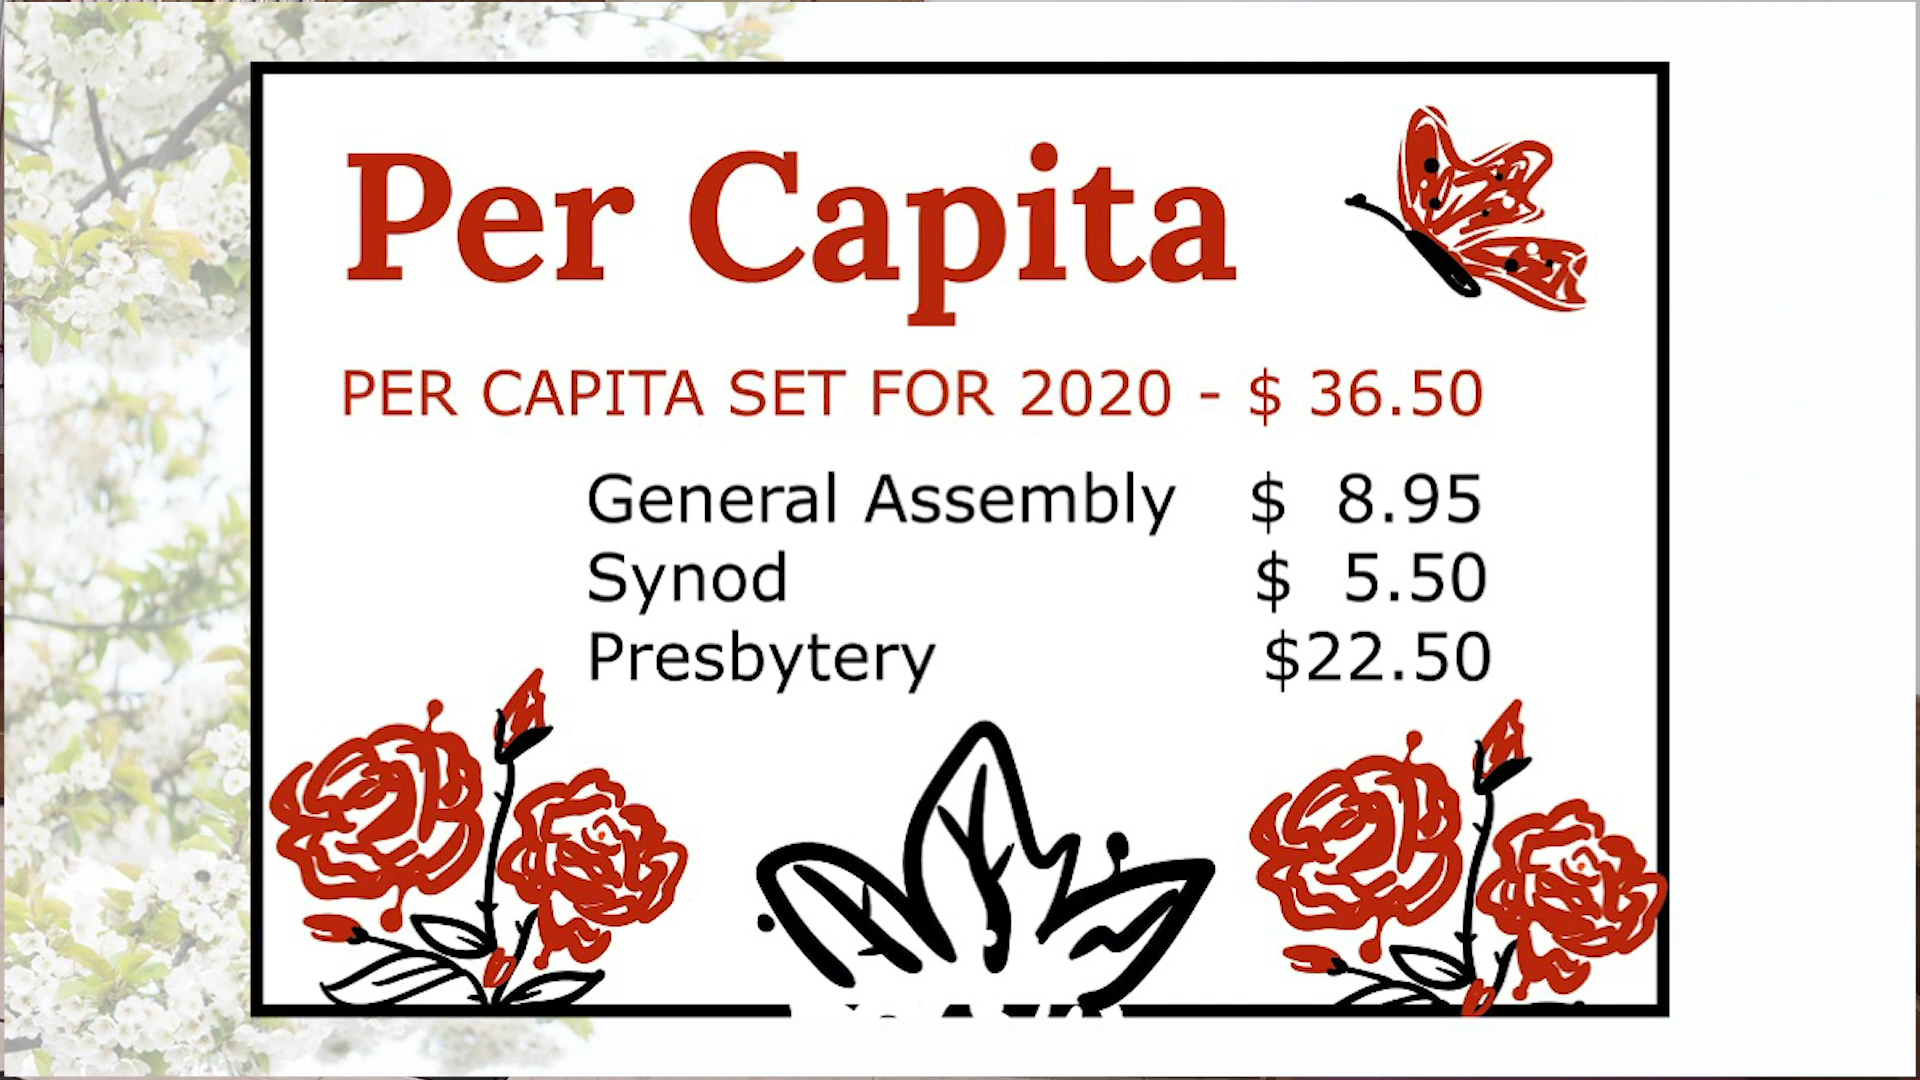 Per Capita
PER CAPITA SET FOR 2020 - $ 36.50
General Assembly $ 8.95
Synod $ 5.50
Presbytery $22.50